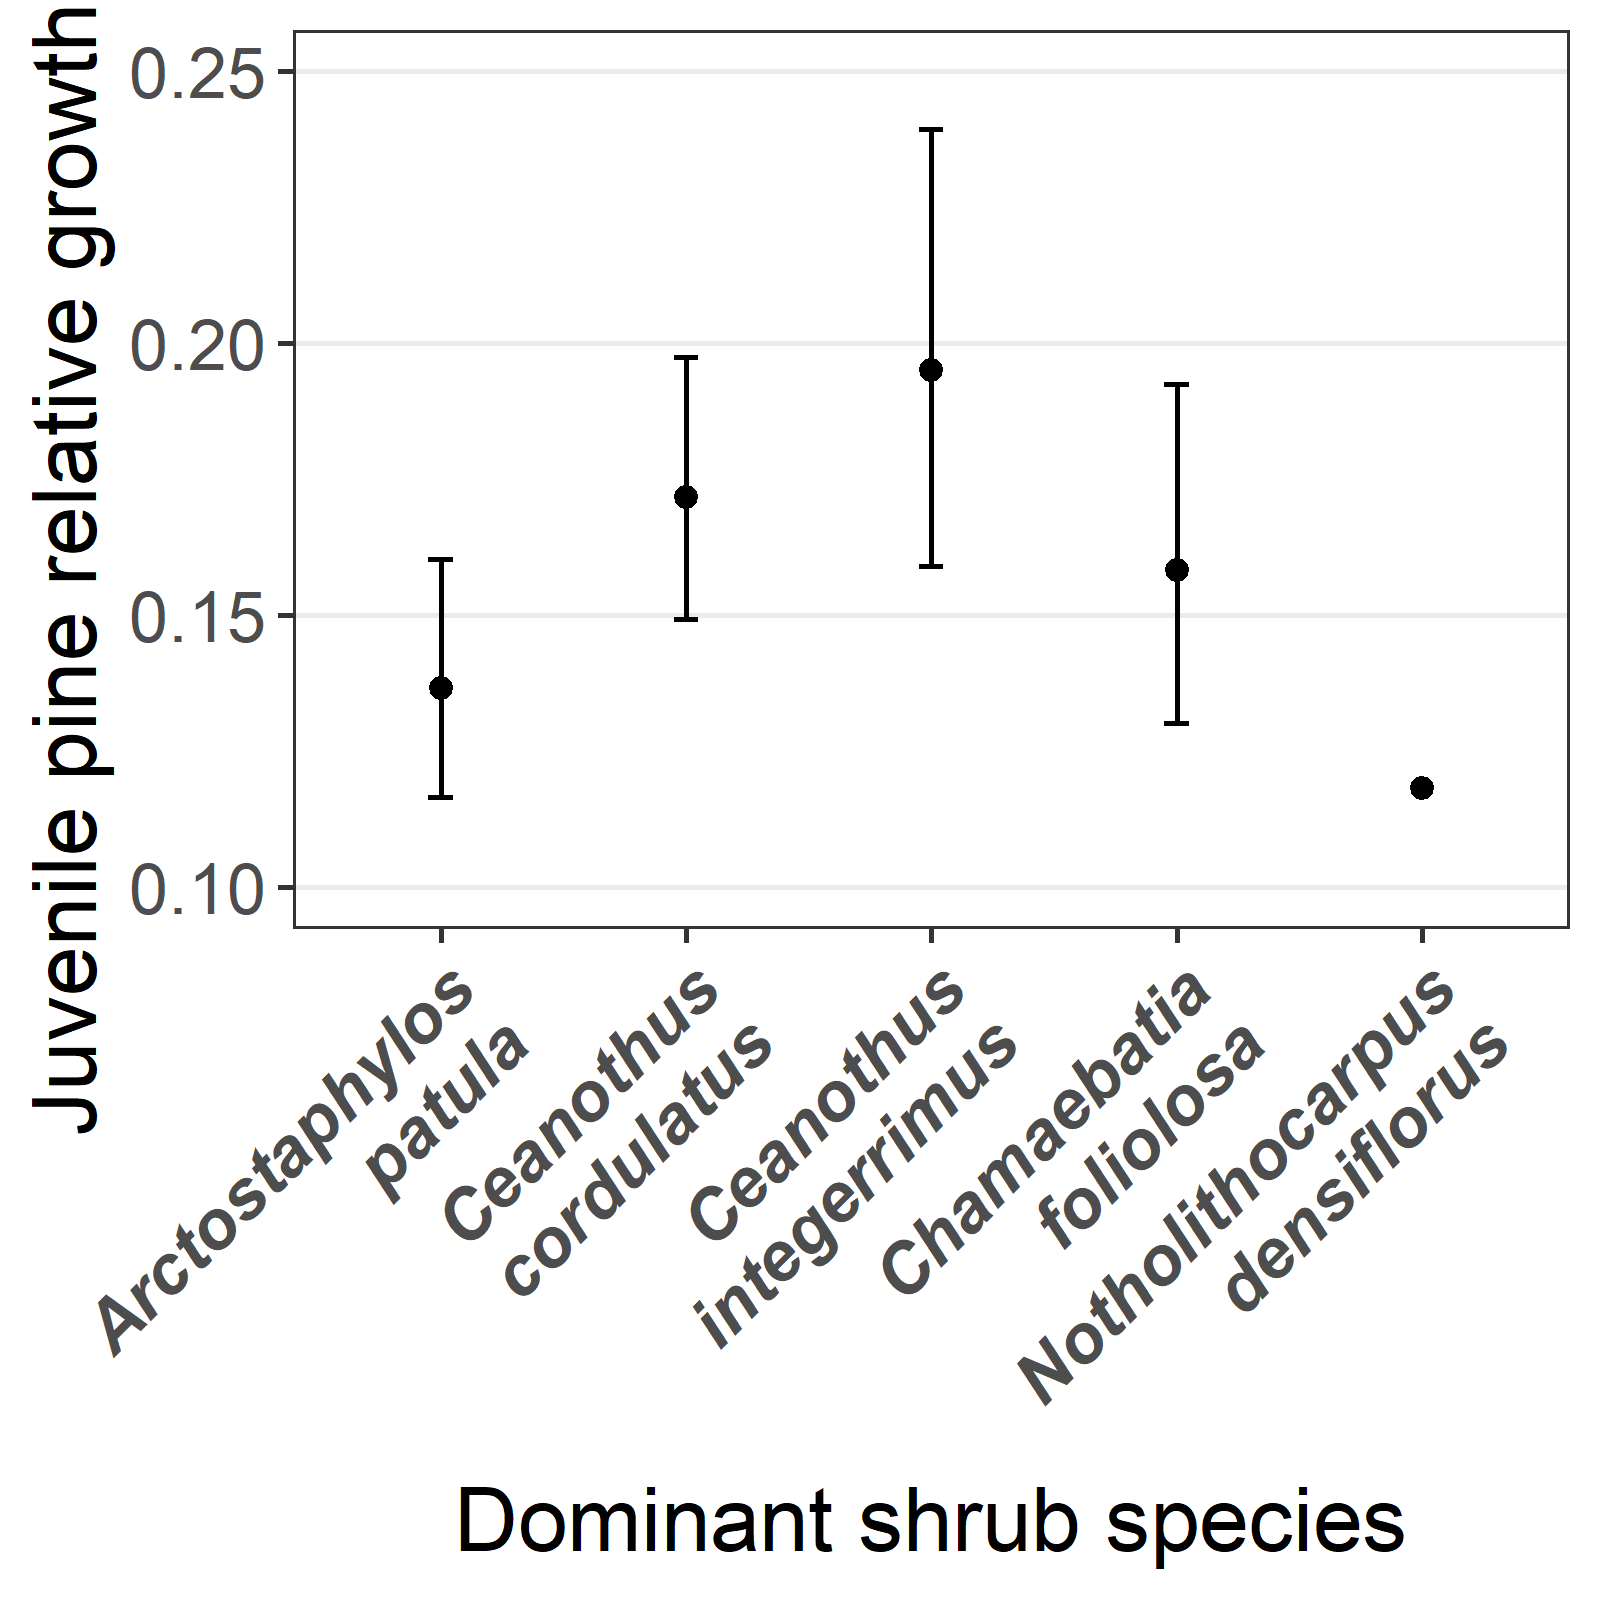 Juvenile pine relative growth
0.25
0.20
0.15
0.10
Arctostaphylos
patula
Ceanothus
cordulatus
Ceanothus
integerrimus
Chamaebatia
foliolosa
Notholithocarpus
densiflorus
Dominant shrub species